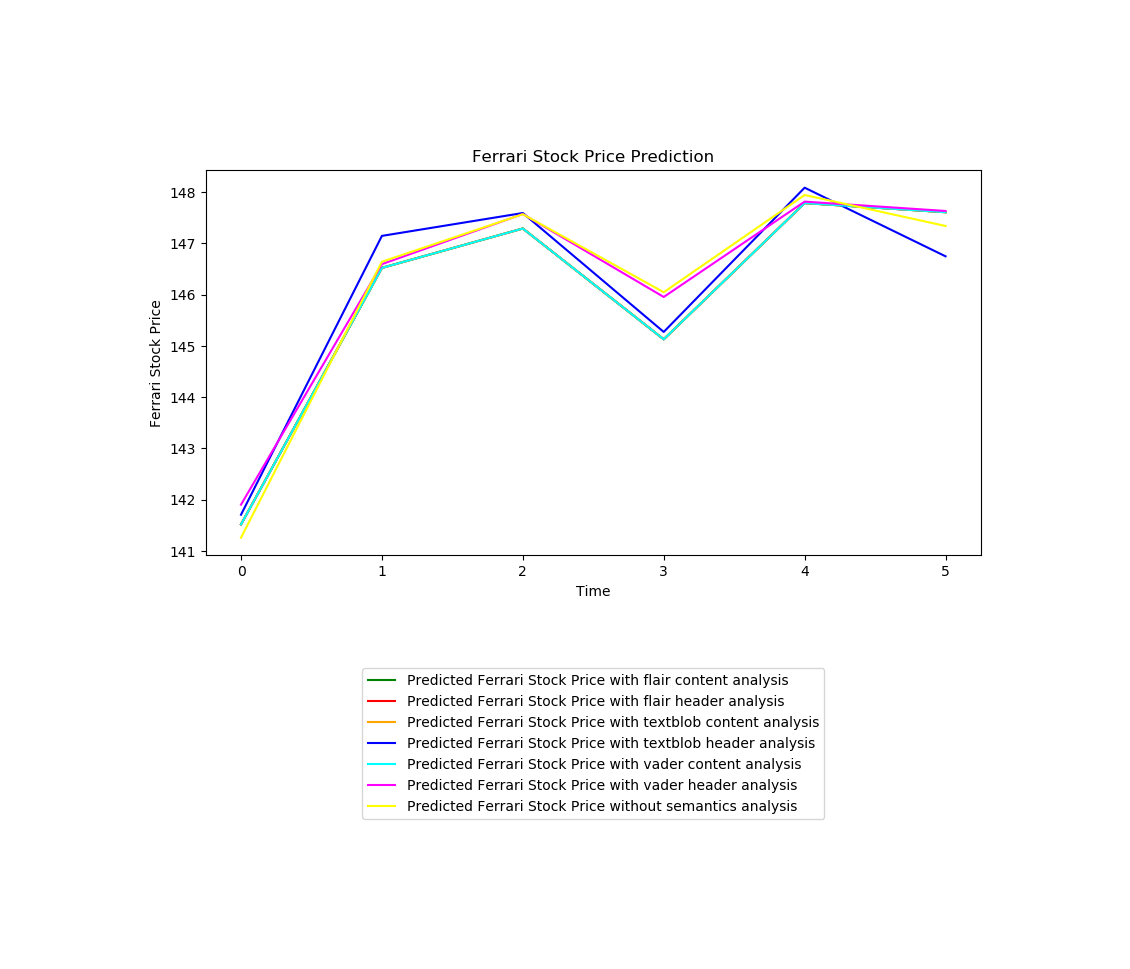 Ferrari Stock Price Prediction
148
147
146
145
144
143
142
141
Ferrari Stock Price
0 1 2 3 4 5
Time
Predicted Ferrari Stock Price with flair content analysis
Predicted Ferrari Stock Price with flair header analysis
Predicted Ferrari Stock Price with textblob content analysis
Predicted Ferrari Stock Price with textblob header analysis
Predicted Ferrari Stock Price with vader content analysis
Predicted Ferrari Stock Price with vader header analysis
Predicted Ferrari Stock Price without semantics analysis